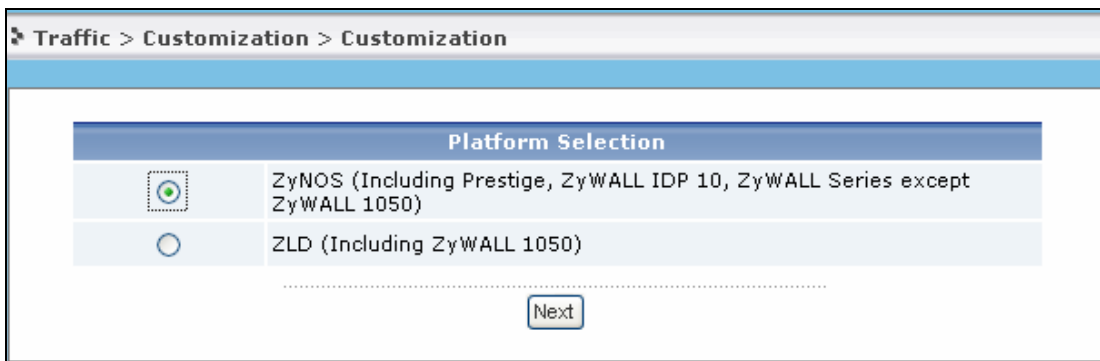 Traffic > Customization > Customization
Platform Selection
ZyNOS (Including Prestige, ZyWALL IDP 10, ZyWALL Series except
ZyWALL 1050)
ZLD (Including ZyWALL 1050)
Next